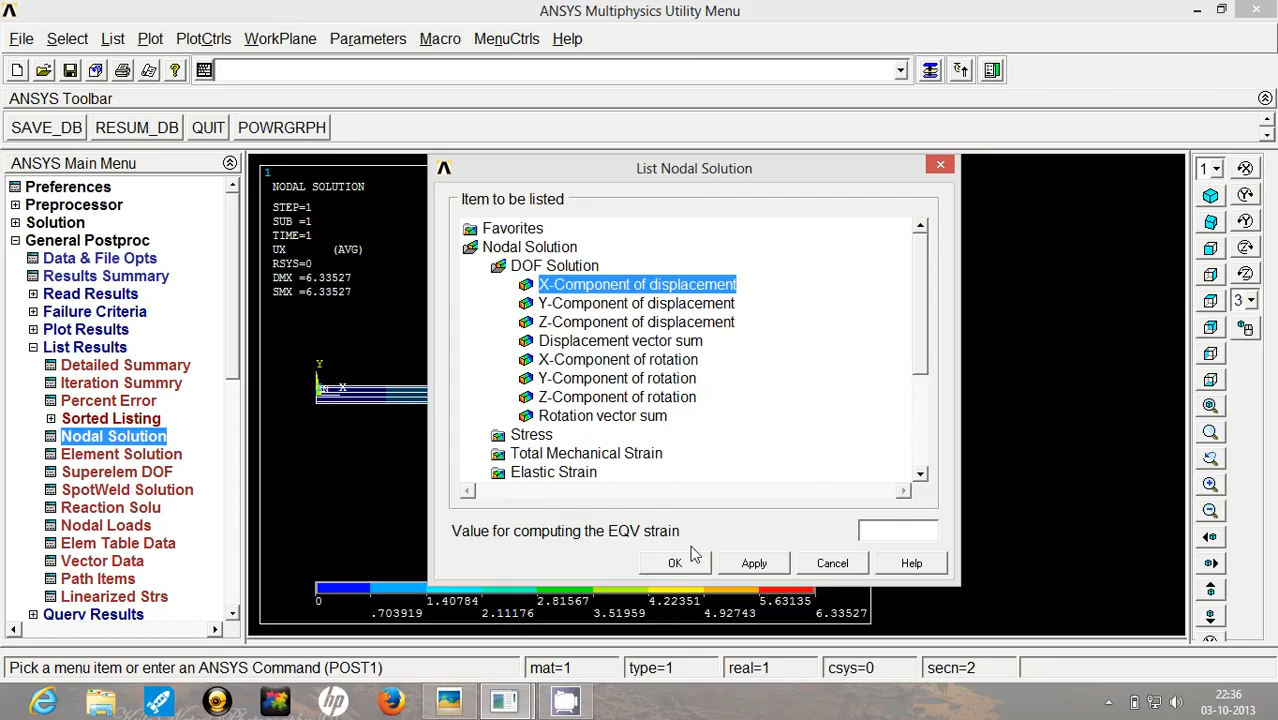 ANSYS Multiphysics Utility Menu
File Select List Plot PlotCtrls WorkPlane Parameters Macro MenuCtrls Help
ANSYS Toolbar
SAVE_DB RESUM_DB QUIT POWRGRPH
ANSYS Main Menu
Preferences
Preprocessor
Solution
General Postproc
Data & File Opts
Results Summary
Read Results
Failure Criteria
Plot Results
List Results
Detailed Summary
Iteration Summry
Percent Error
Sorted Listing
Nodal Solution
Element Solution
Superelem DOF
SpotWeld Solution
Reaction Solu
Nodal Loads
Elem Table Data
Vector Data
Path Items
Linearized Strs
Query Results
1
NODAL SOLUTION
STEP=1
SUB =1
TIME=1
UX (AVG)
RSYS=0
DMX =6.33527
SMX =6.33527
Y
X
List Nodal Solution
Item to be listed
Favorites
Nodal Solution
DOF Solution
X-Component of displacement
Y-Component of displacement
Z-Component of displacement
Displacement vector sum
X-Component of rotation
Y-Component of rotation
Z-Component of rotation
Rotation vector sum
Stress
Total Mechanical Strain
Elastic Strain
Value for computing the EQV strain
OK Apply Cancel Help
0 1.40784 2.81567 4.22351 5.63135
.703919 2.11176 3.51959 4.92743 6.33527
1
3
Pick a menu item or enter an ANSYS Command (POST1) mat=1 type=1 real=1 csys=0 secn=2
22:36
03-10-2013